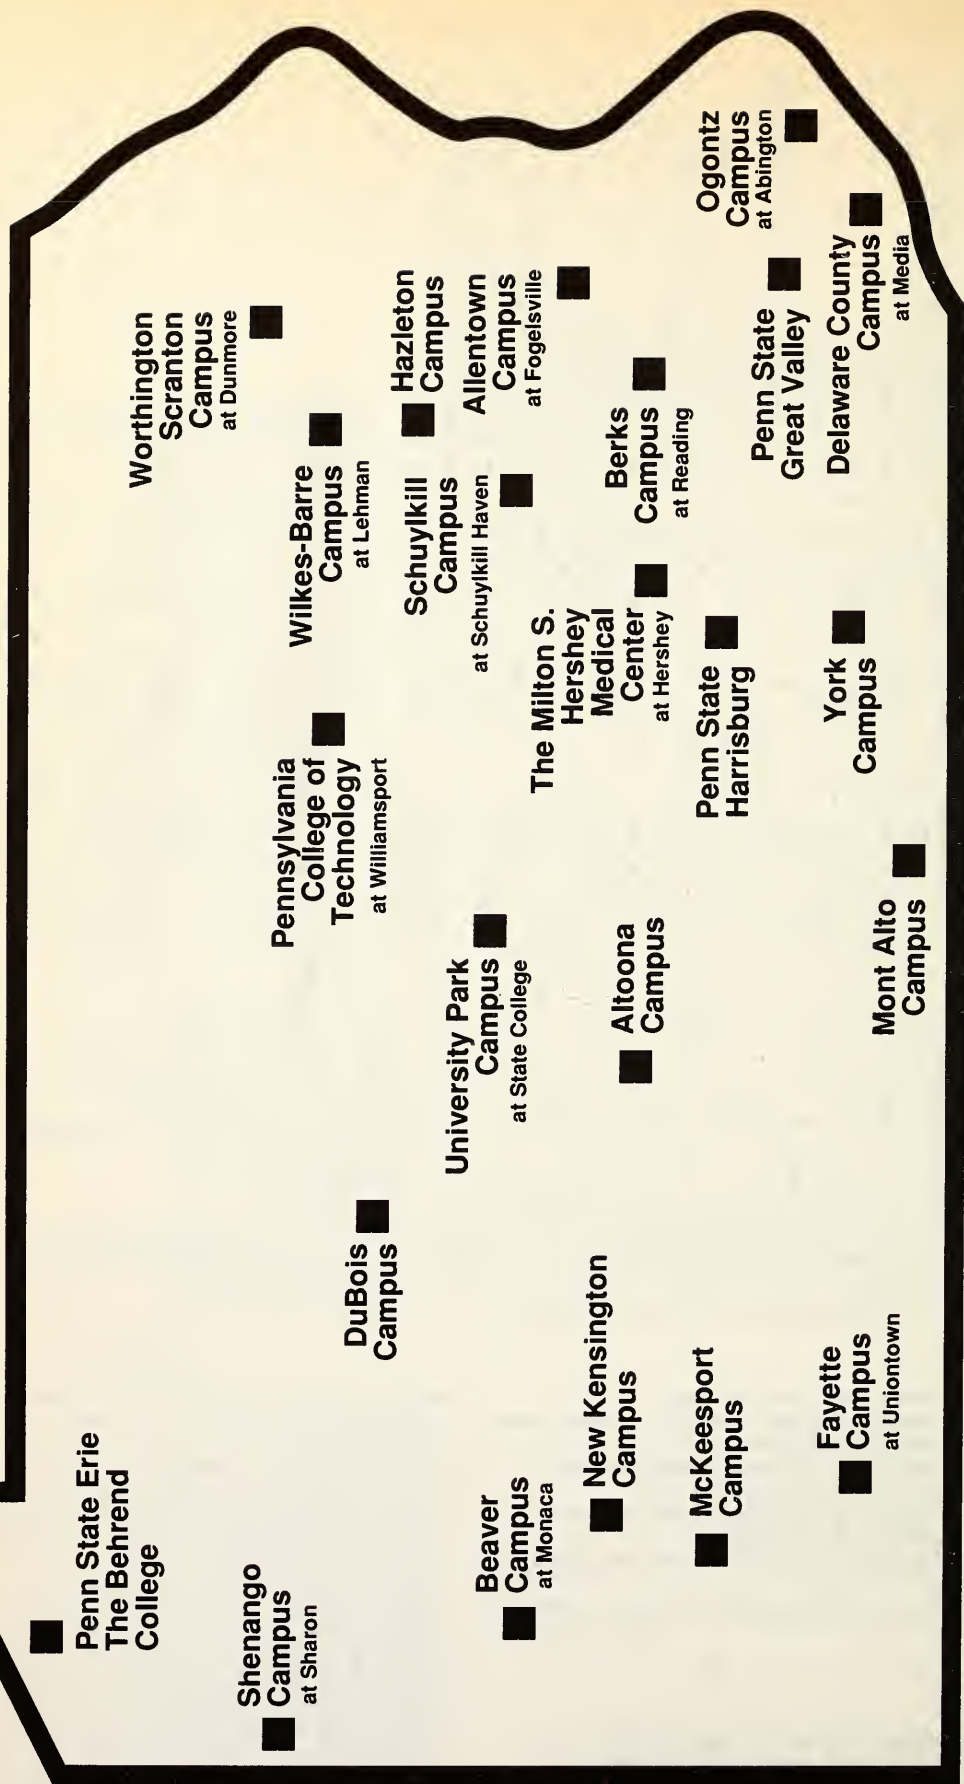 Penn State Erie
The Behrend
College
Shenango
Campus
at Sharon
DuBois
Campus
Beaver
Campus
at Monaca
New Kensington
Campus
McKeesport
Campus
Fayette
Campus
at Uniontown
Pennsylvania
College of
Technology
at Williamsport
University Park
Campus
at State College
Altoona
Campus
Mont Alto
Campus
Worthington
Scranton
Campus
at Dunmore
Wilkes-Barre
Campus
at Lehman
Hazleton
Campus
Schuylkill
Campus
at Schuylkill Haven
Allentown
Campus
at Fogelsville
The Milton S.
Hershey
Medical
Center
at Hershey
Berks
Campus
at Reading
Penn State
Harrisburg
York
Campus
Ogontz
Campus
at Abington
Penn State
Great Valley
Delaware County
Campus
at Media